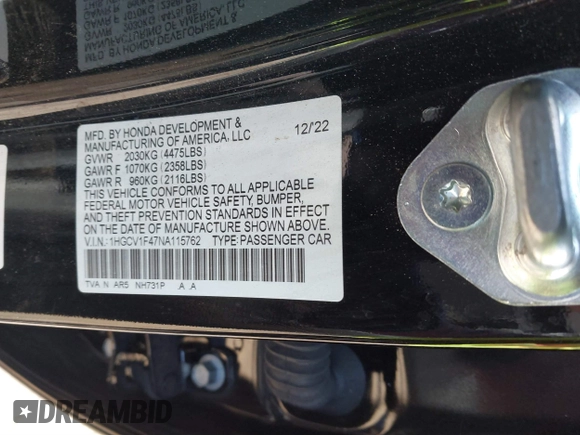 MFD. BY HONDA DEVELOPMENT &
MANUFACTURING OF AMERICA, LLC 12/22
GVWR 2030KG (4475LBS)
GAWR F 1070KG (2358LBS)
GAWR R 960KG (2116LBS)
THIS VEHICLE CONFORMS TO ALL APPLICABLE
FEDERAL MOTOR VEHICLE SAFETY, BUMPER,
AND THEFT PREVENTION STANDARDS IN EFFECT
ON THE DATE OF MANUFACTURE SHOWN ABOVE.
V.I.N.: 1HGCV1F47NA115762 TYPE: PASSENGER CAR
TVA N AR5 NH731P A A
DREAMBID